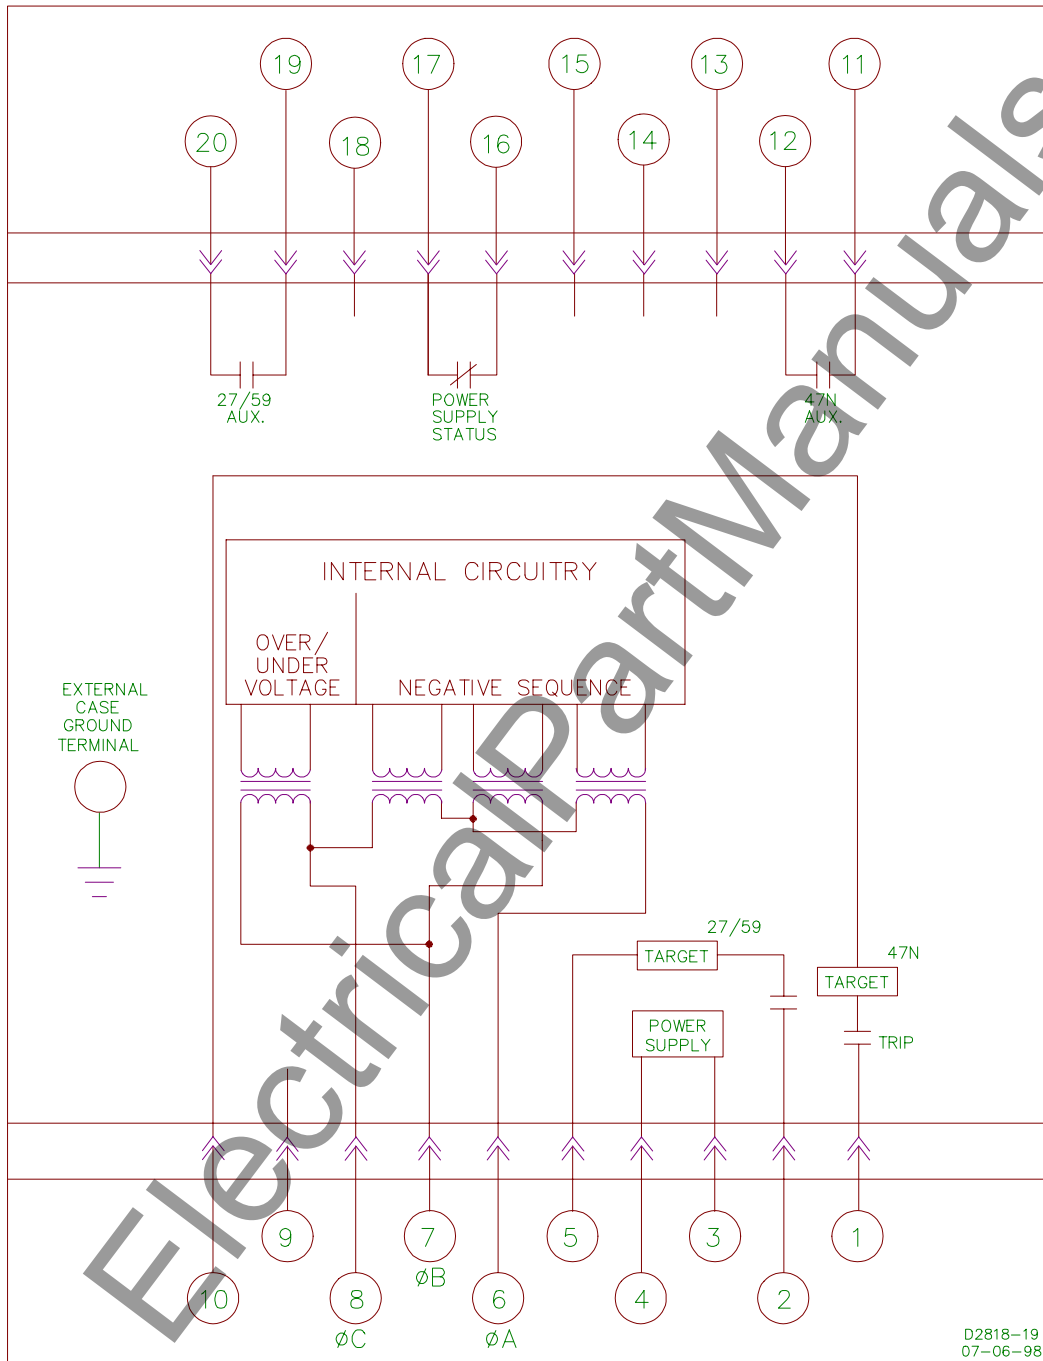 19
17
15
13
11
20
18
16
14
12
27/59
AUX.
POWER
SUPPLY
STATUS
47N
AUX.
INTERNAL CIRCUITRY
OVER/
UNDER
VOLTAGE
NEGATIVE SEQUENCE
EXTERNAL
CASE
GROUND
TERMINAL
27/59
TARGET
47N
TARGET
POWER
SUPPLY
TRIP
9
7
5
3
1
øB
10
8
6
4
2
øC
øA
D2818-19
07-06-98
ElectricalPartManuals